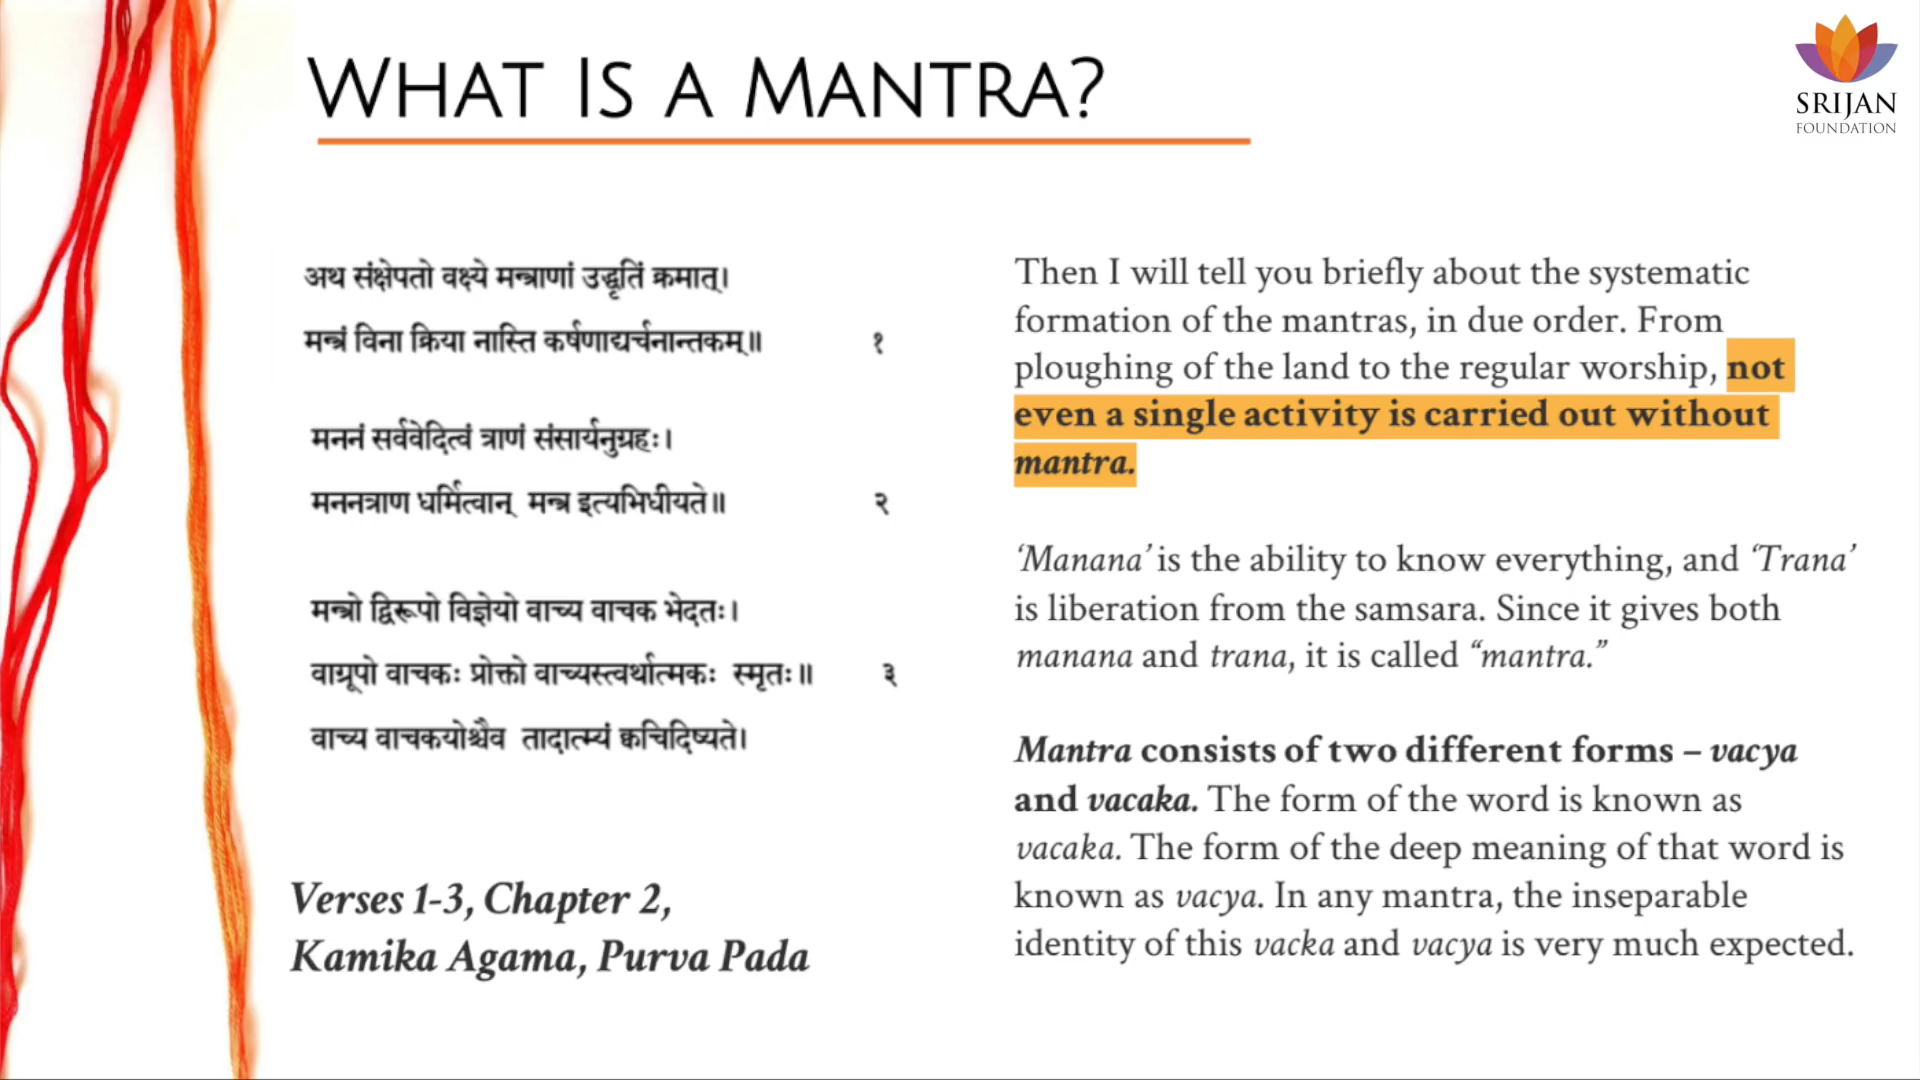 WHAT IS A MANTRA?
SRIJAN
FOUNDATION
अथ संक्षेपतो वक्ष्ये मन्त्राणां उद्धृतिं क्रमात्।
मन्त्रं विना क्रिया नास्ति कर्षणाद्यर्चनान्तकम्॥ १
मननं सर्ववेदित्वं त्राणं संसार्यनुग्रहः।
मननत्राण धर्मित्वान् मन्त्र इत्यभिधीयते॥ २
मन्त्रो द्विरूपो विज्ञेयो वाच्य वाचक भेदतः।
वाग्रूपो वाचकः प्रोक्तो वाच्यस्त्वर्थात्मकः स्मृतः॥ ३
वाच्य वाचकयोश्चैव तादात्म्यं क्वचिदिष्यते।
Verses 1-3, Chapter 2,
Kamika Agama, Purva Pada
Then I will tell you briefly about the systematic
formation of the mantras, in due order. From
ploughing of the land to the regular worship, not
even a single activity is carried out without
mantra.
‘Manana’ is the ability to know everything, and ‘Trana’
is liberation from the samsara. Since it gives both
manana and trana, it is called “mantra.”
Mantra consists of two different forms – vacya
and vacaka. The form of the word is known as
vacaka. The form of the deep meaning of that word is
known as vacya. In any mantra, the inseparable
identity of this vacka and vacya is very much expected.